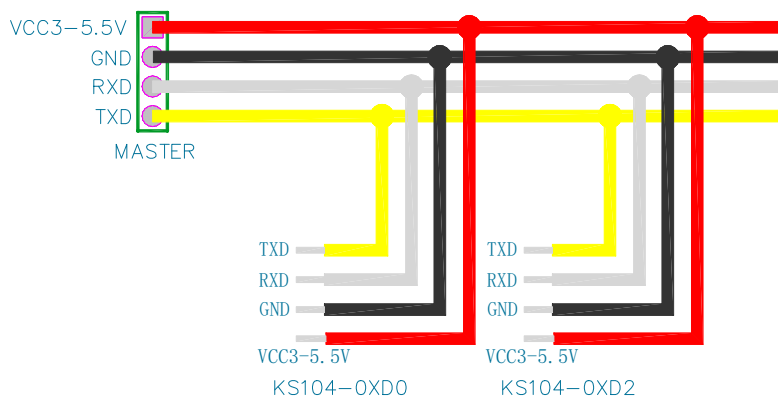 VCC3-5.5V
GND
RXD
TXD
MASTER
TXD
RXD
GND
VCC3-5.5V
KS104-0XD0
TXD
RXD
GND
VCC3-5.5V
KS104-0XD2